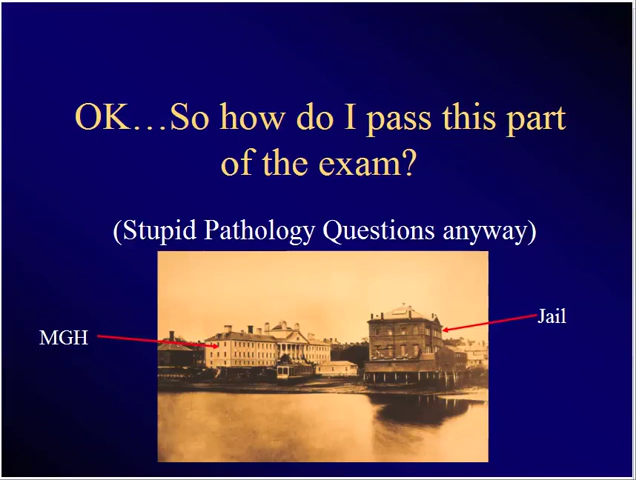 OK…So how do I pass this part
of the exam?
(Stupid Pathology Questions anyway)
Jail
MGH